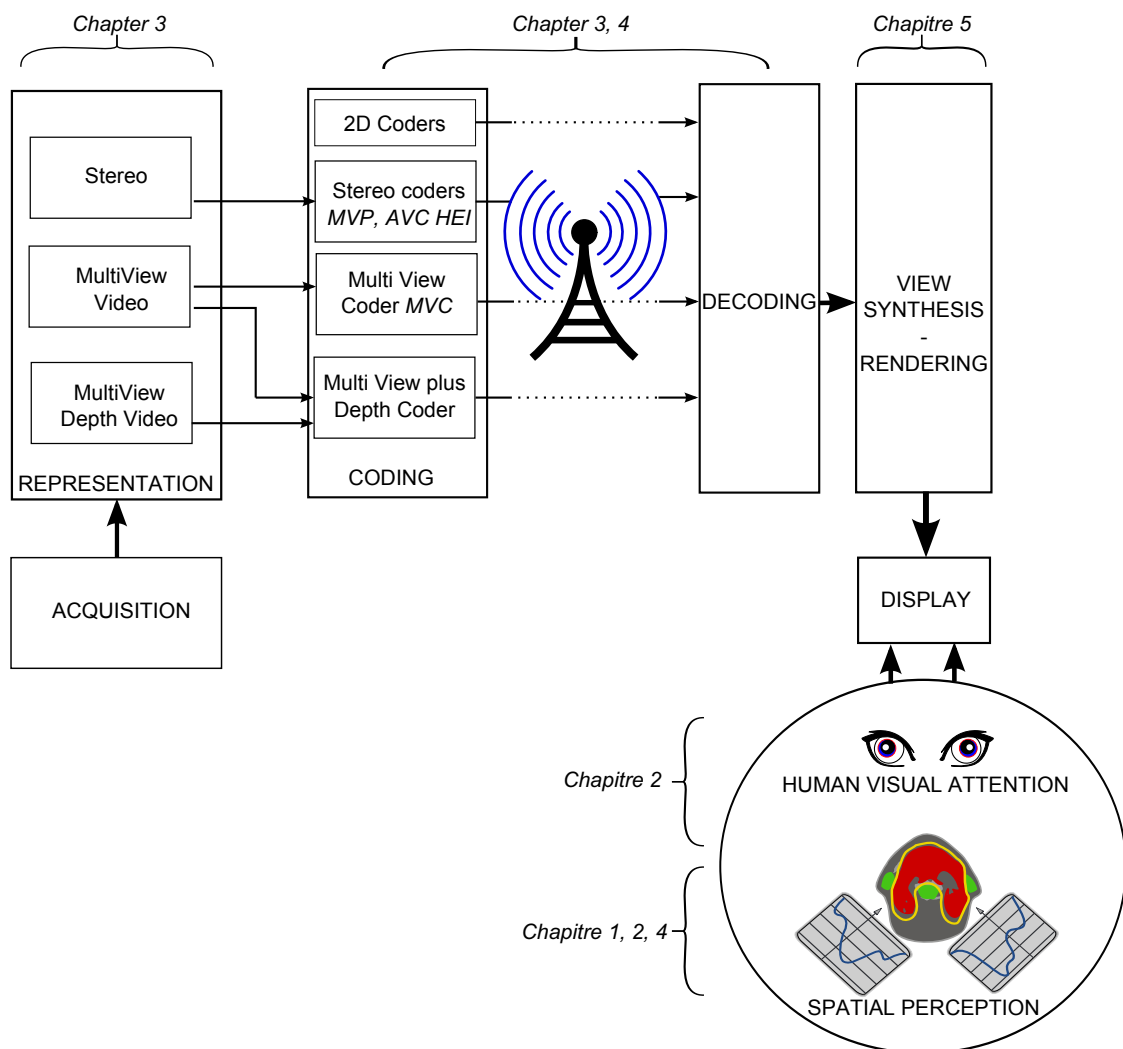 Chapter 3
Chapter 3, 4
Chapitre 5
Stereo
MultiView
Video
MultiView
Depth Video
REPRESENTATION
ACQUISITION
2D Coders
Stereo coders
MVP, AVC HEI
Multi View
Coder MVC
Multi View plus
Depth Coder
CODING
DECODING
VIEW
SYNTHESIS
-
RENDERING
DISPLAY
Chapitre 2
HUMAN VISUAL ATTENTION
Chapitre 1, 2, 4
SPATIAL PERCEPTION